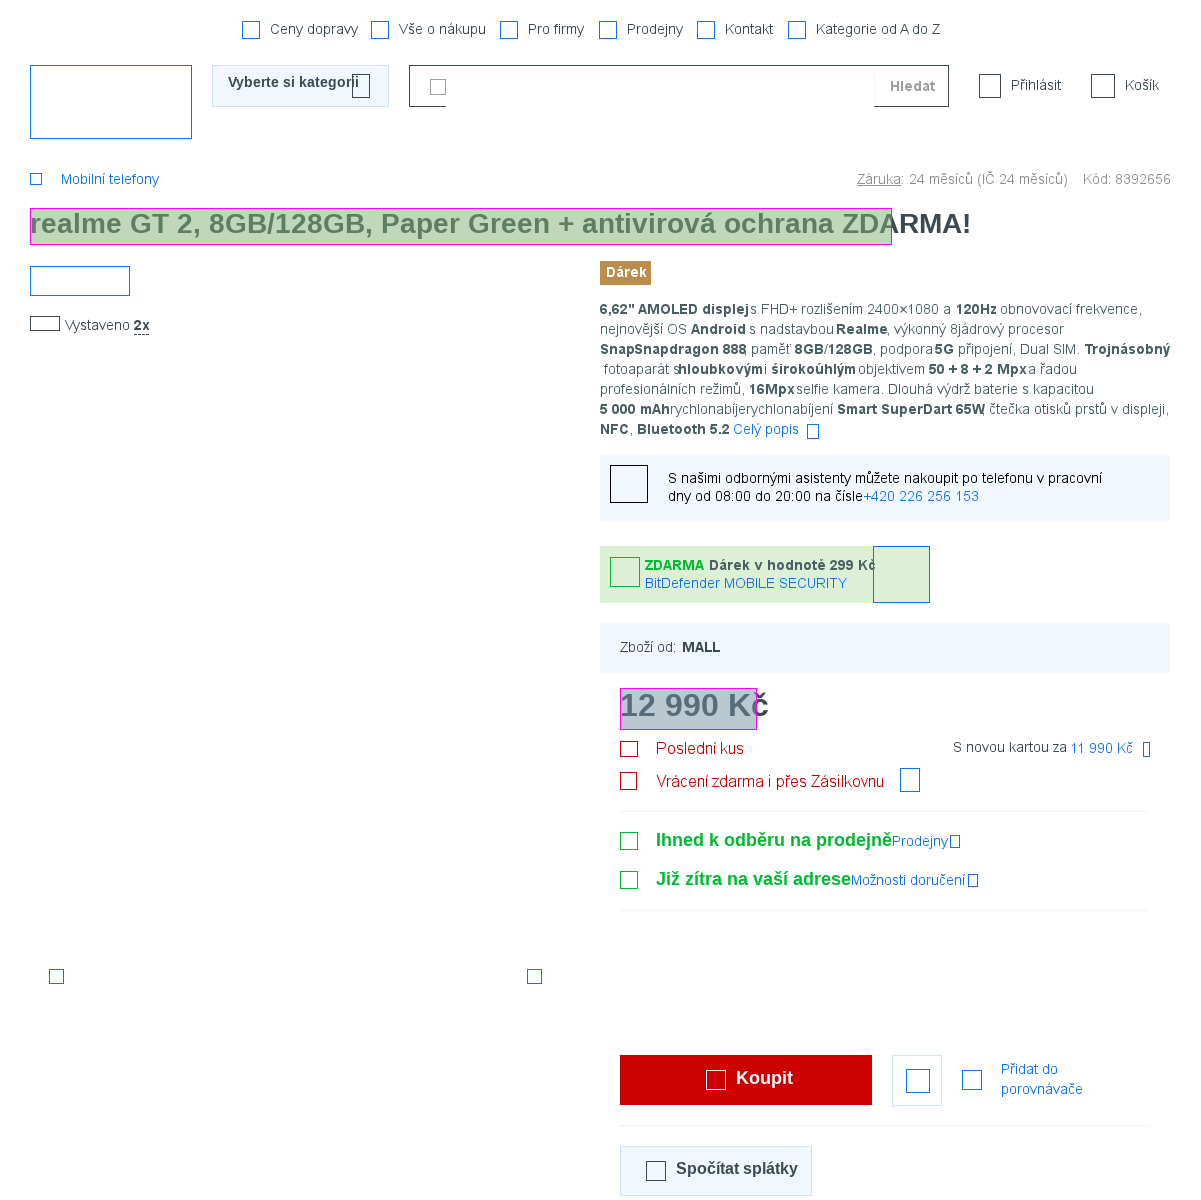 Ceny dopravy Vše o nákupu Pro firmy Prodejny Kontakt Kategorie od A do Z
Vyberte si kategorii Hledat Přihlásit Košík
Mobilní telefony Záruka: 24 měsíců (IČ 24 měsíců) Kód: 8392656
realme GT 2, 8GB/128GB, Paper Green + antivirová ochrana ZDARMA!
Dárek
Vystaveno 2x
6,62" AMOLED displej s FHD+ rozlišením 2400×1080 a 120Hz obnovovací frekvence,
nejnovější OS Android s nadstavbou Realme, výkonný 8jádrový procesor
SnapSnapdragon 888, paměť 8GB/128GB, podpora 5G připojení, Dual SIM. Trojnásobný
fotoaparát s hloubkovým i širokoúhlým objektivem 50 + 8 + 2 Mpx a řadou
profesionálních režimů, 16Mpx selfie kamera. Dlouhá výdrž baterie s kapacitou
5 000 mAh rychlonabíjerychlonabíjení Smart SuperDart 65W, čtečka otisků prstů v displeji,
NFC, Bluetooth 5.2 Celý popis
S našimi odbornými asistenty můžete nakoupit po telefonu v pracovní
dny od 08:00 do 20:00 na čísle +420 226 256 153
ZDARMA Dárek v hodnotě 299 Kč
BitDefender MOBILE SECURITY
Zboží od: MALL
12 990 Kč
Poslední kus S novou kartou za 11 990 Kč
Vrácení zdarma i přes Zásilkovnu
Ihned k odběru na prodejně Prodejny
Již zítra na vaší adrese Možnosti doručení
Koupit
Přidat do
porovnávače
Spočítat splátky